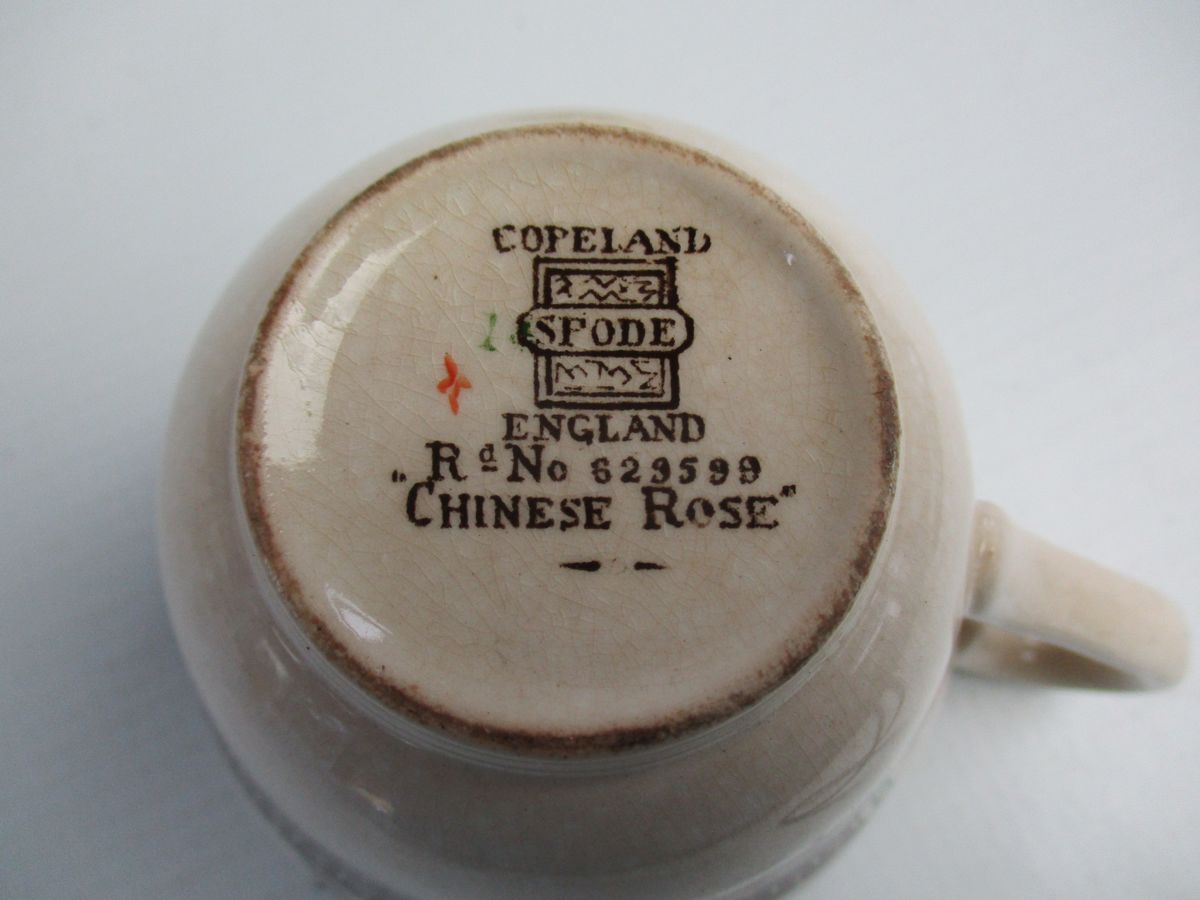 COPELAND
SPODE
ENGLAND
Rd No 629599
"CHINESE ROSE"